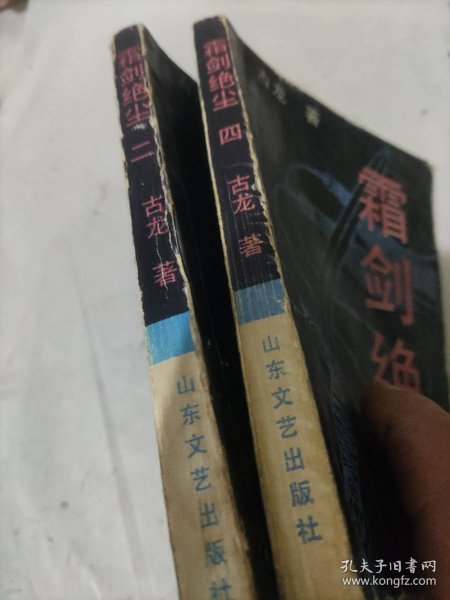 霜剑绝尘 二 古龙 著
山东文艺出版社
霜剑绝尘 四 古龙 著
山东文艺出版社
古龙 著
霜剑绝
孔夫子旧书网
www.kongfz.com